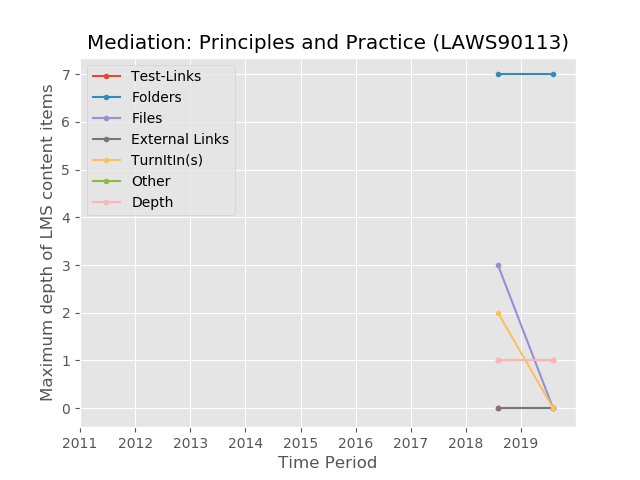 Mediation: Principles and Practice (LAWS90113)
7
6
5
4
3
2
1
0
Maximum depth of LMS content items
Test-Links
Folders
Files
External Links
TurnItIn(s)
Other
Depth
2011 2012 2013 2014 2015 2016 2017 2018 2019
Time Period